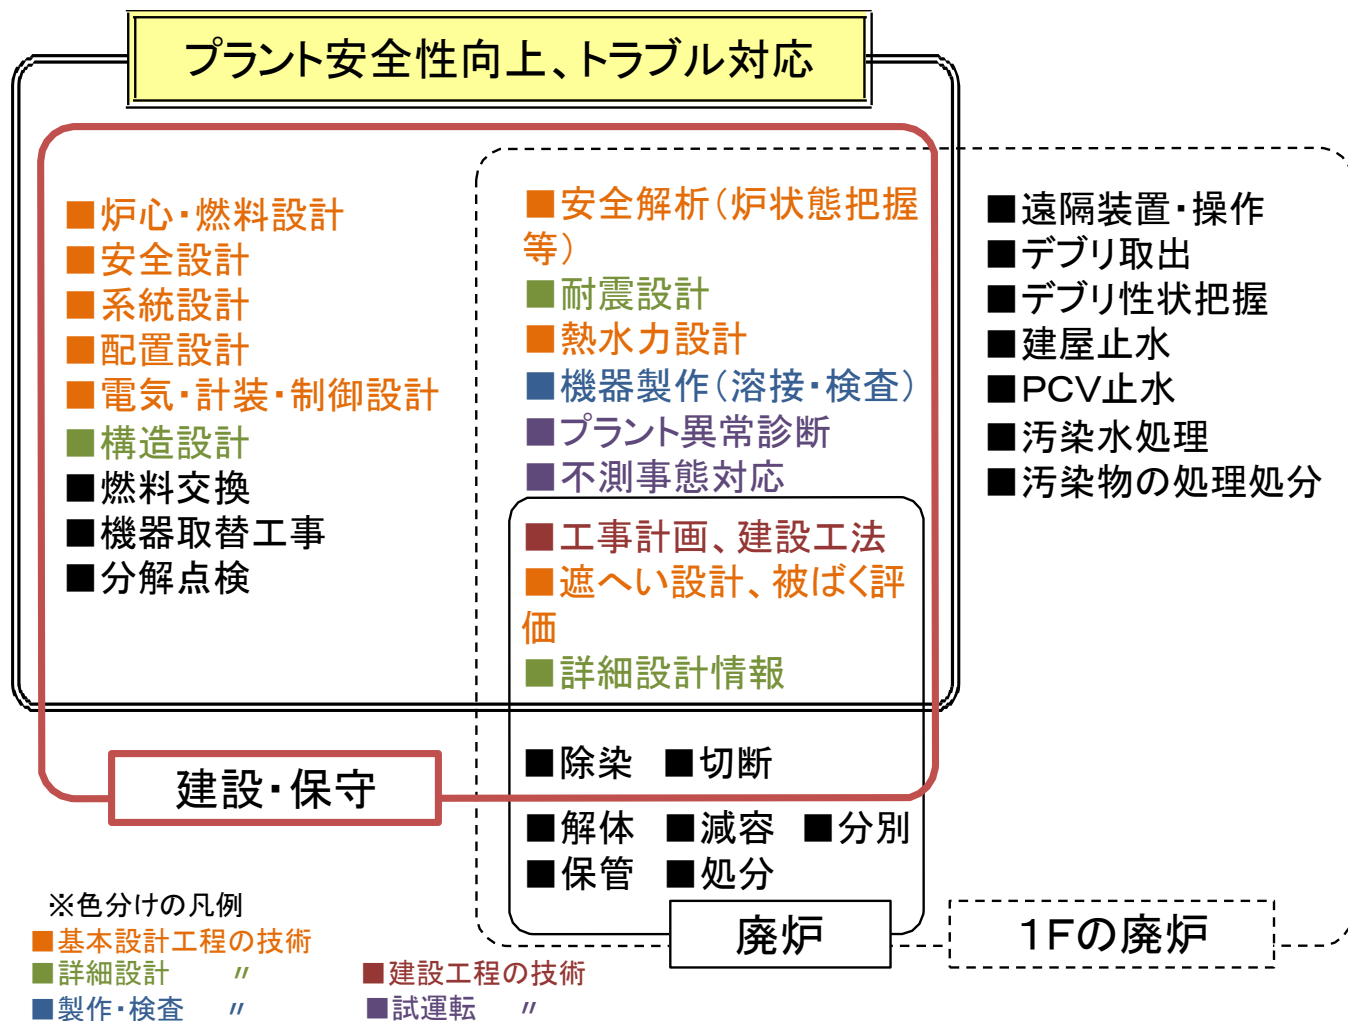 プラント安全性向上、トラブル対応
■炉心・燃料設計
■安全設計
■系統設計
■配置設計
■電気・計装・制御設計
■構造設計
■燃料交換
■機器取替工事
■分解点検
■安全解析（炉状態把握
等）
■耐震設計
■熱水力設計
■機器製作（溶接・検査）
■プラント異常診断
■不測事態対応
■工事計画、建設工法
■遮へい設計、被ばく評
価
■詳細設計情報
■除染　■切断
■解体　■減容　■分別
■保管　■処分
■遠隔装置・操作
■デブリ取出
■デブリ性状把握
■建屋止水
■PCV止水
■汚染水処理
■汚染物の処理処分
建設・保守
廃炉
1Fの廃炉
※色分けの凡例
■基本設計工程の技術
■詳細設計　〃
■製作・検査　〃
■建設工程の技術
■試運転　〃